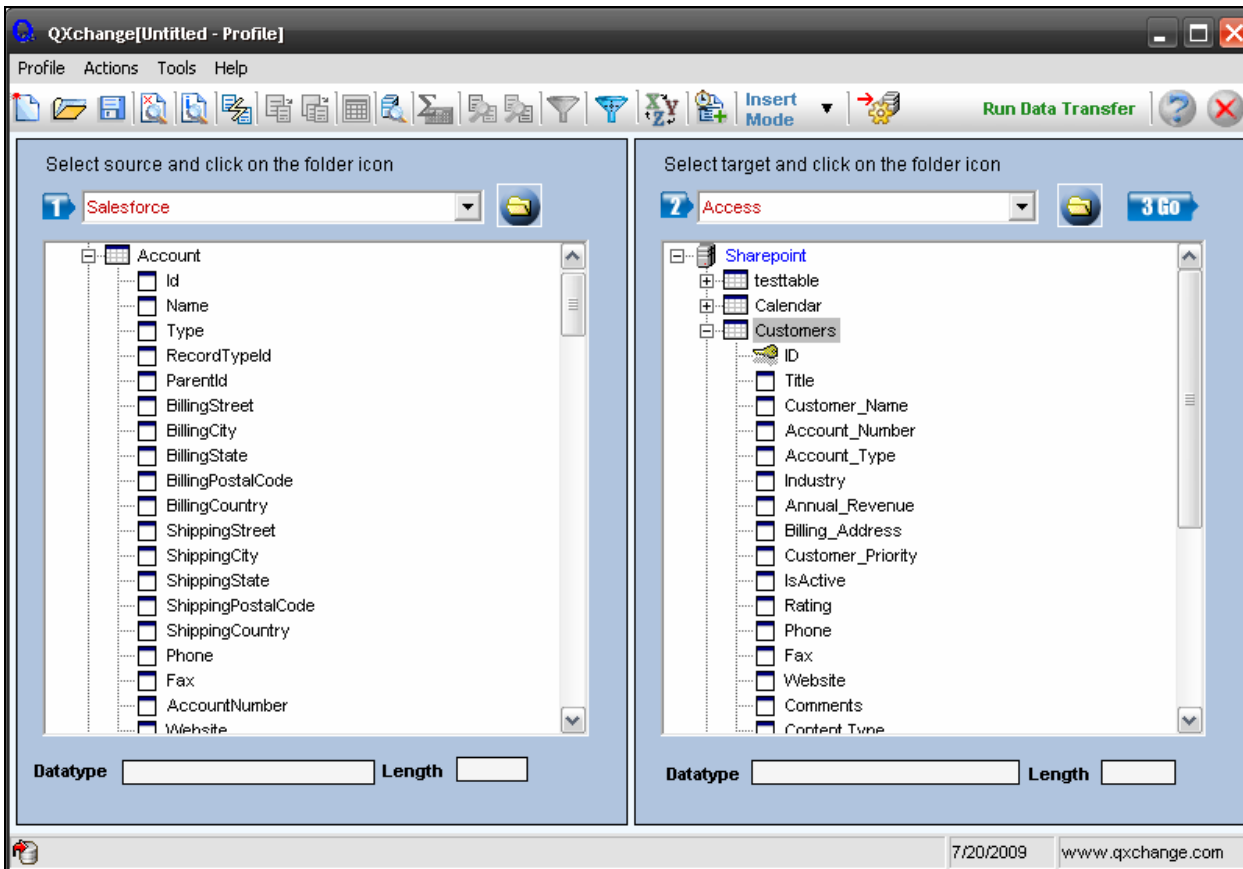 QXchange[Untitled - Profile]
Profile Actions Tools Help
Insert Mode
Run Data Transfer
Select source and click on the folder icon
1 Salesforce
Account
Id
Name
Type
RecordTypeId
ParentId
BillingStreet
BillingCity
BillingState
BillingPostalCode
BillingCountry
ShippingStreet
ShippingCity
ShippingState
ShippingPostalCode
ShippingCountry
Phone
Fax
AccountNumber
Website
Datatype Length
Select target and click on the folder icon
2 Access 3 Go
Sharepoint
testtable
Calendar
Customers
ID
Title
Customer_Name
Account_Number
Account_Type
Industry
Annual_Revenue
Billing_Address
Customer_Priority
IsActive
Rating
Phone
Fax
Website
Comments
Content Type
Datatype Length
7/20/2009 www.qxchange.com